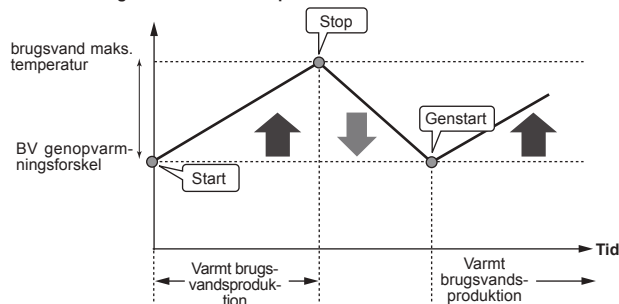 Stop
brugsvand maks.
temperatur
Genstart
BV genopvarm-
ningsforskel
Start
Tid
Varmt brugs-
vandsproduk-
tion
Varmt
brugsvands-
produktion